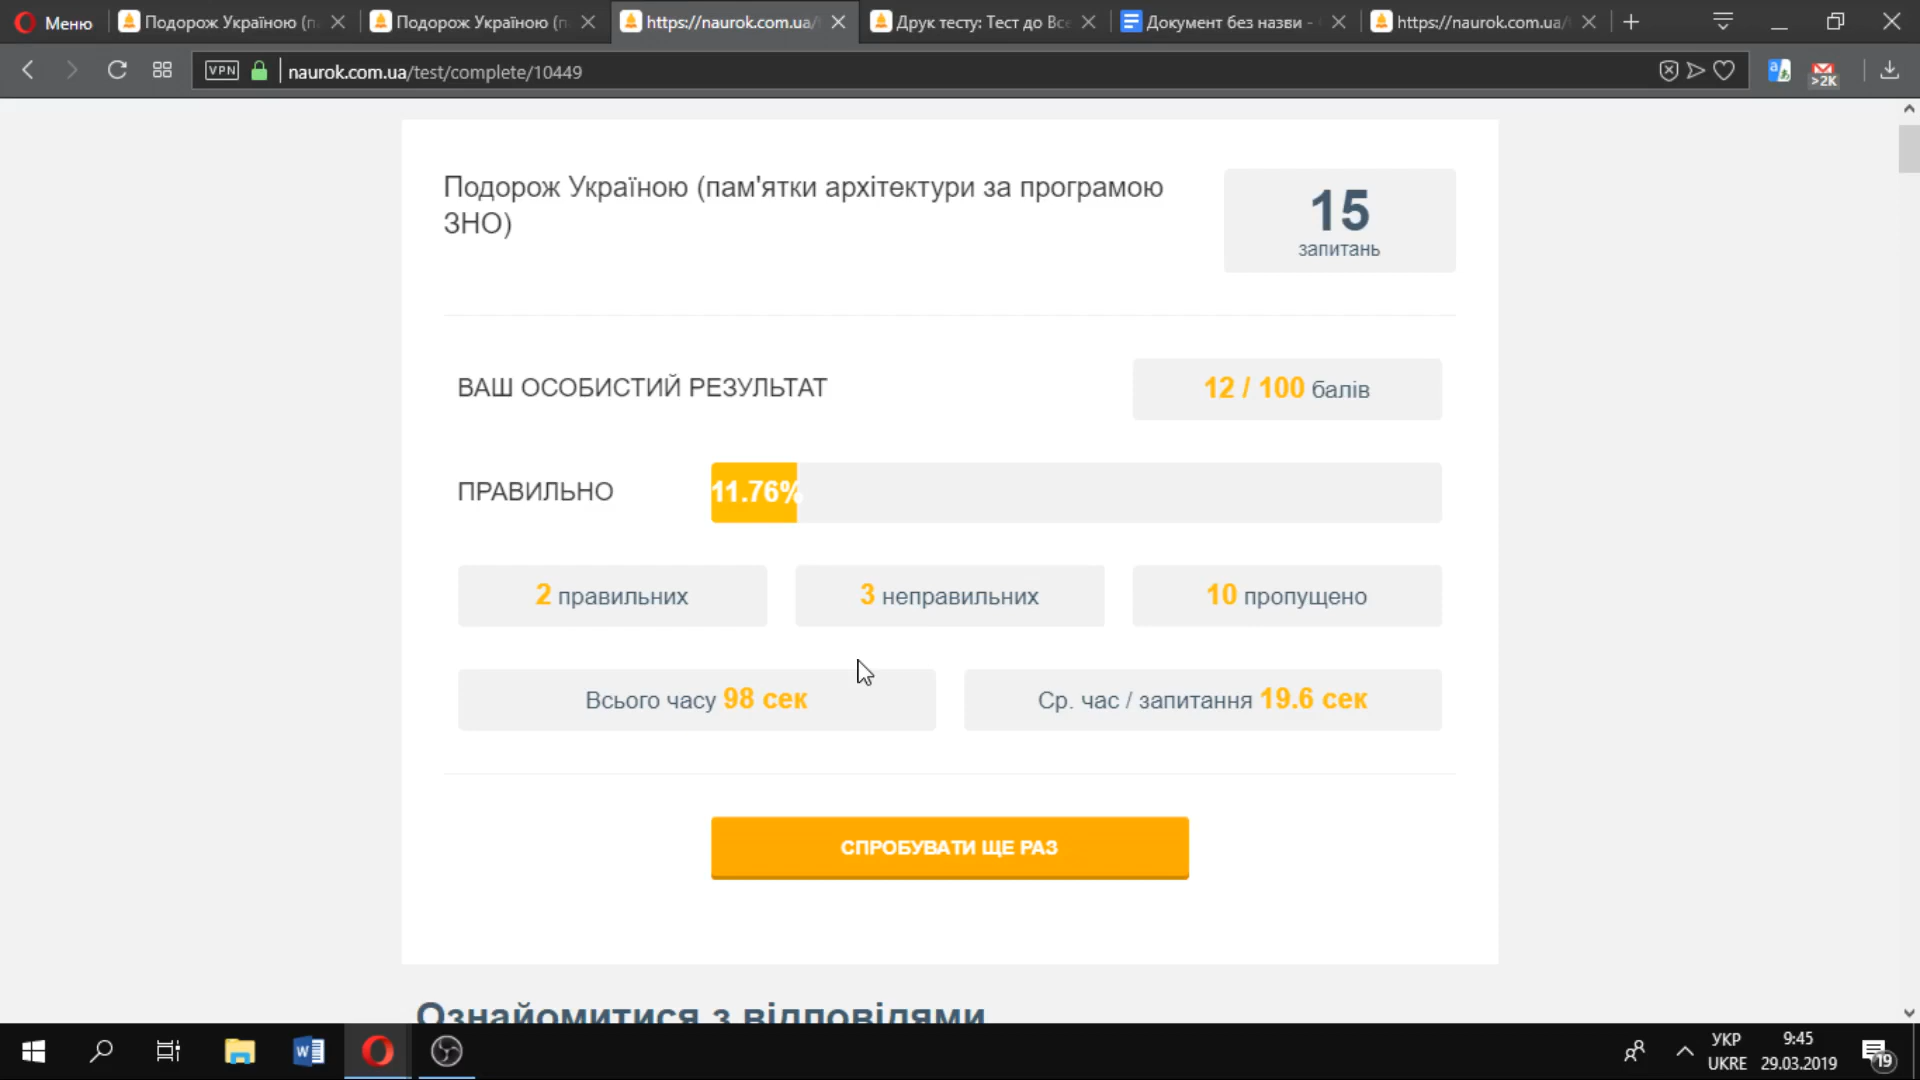 Меню
Подорож Україною (п
Подорож Україною (п
https://naurok.com.ua/
Друк тесту: Тест до Все
Документ без назви -
https://naurok.com.ua/
VPN
naurok.com.ua/test/complete/10449
>2K
Подорож Україною (пам'ятки архітектури за програмою
ЗНО)
15
запитань
ВАШ ОСОБИСТИЙ РЕЗУЛЬТАТ
12 / 100 балів
ПРАВИЛЬНО
11.76%
2 правильних
3 неправильних
10 пропущено
Всього часу 98 сек
Ср. час / запитання 19.6 сек
СПРОБУВАТИ ЩЕ РАЗ
Ознайомитися з відповідями
УКР
UKRE
9:45
29.03.2019
19